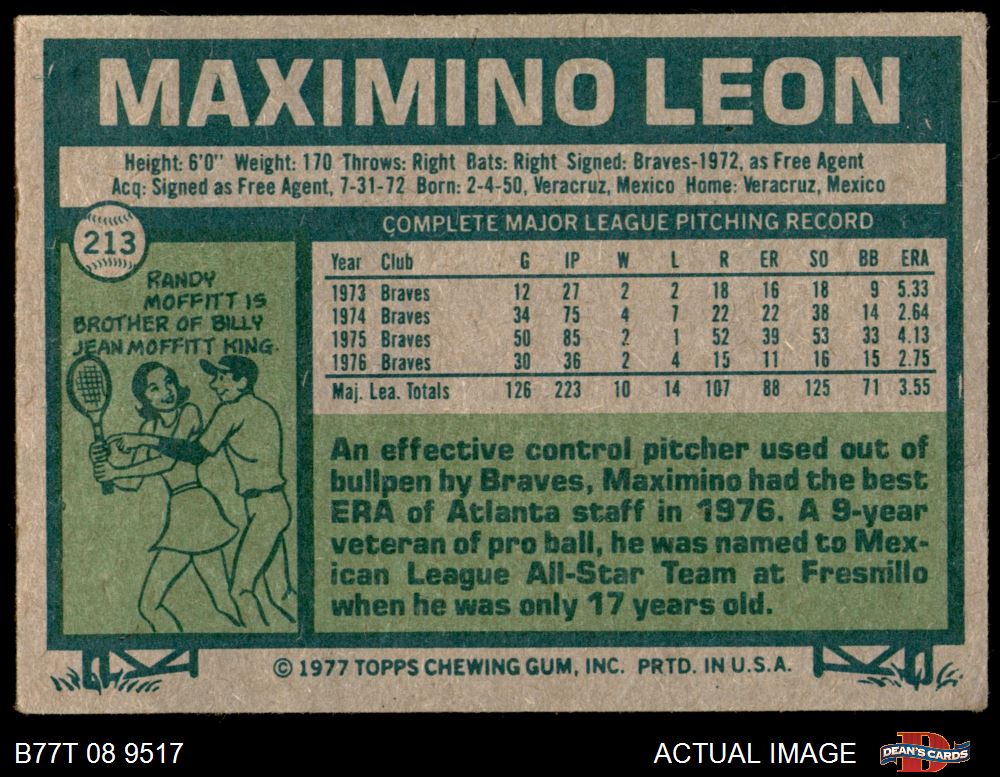 MAXIMINO LEON
Height: 6'0" Weight: 170 Throws: Right Bats: Right Signed: Braves-1972, as Free Agent
Acq: Signed as Free Agent, 7-31-72 Born: 2-4-50, Veracruz, Mexico Home: Veracruz, Mexico
213
RANDY
MOFFITT IS
BROTHER OF BILLY
JEAN MOFFITT KING.
COMPLETE MAJOR LEAGUE PITCHING RECORD
Year Club G IP W L R ER SO BB ERA
1973 Braves 12 27 2 2 18 16 18 9 5.33
1974 Braves 34 75 4 7 22 22 38 14 2.64
1975 Braves 50 85 2 1 52 39 53 33 4.13
1976 Braves 30 36 2 4 15 11 16 15 2.75
Maj. Lea. Totals 126 223 10 14 107 88 125 71 3.55
An effective control pitcher used out of
bullpen by Braves, Maximino had the best
ERA of Atlanta staff in 1976. A 9-year
veteran of pro ball, he was named to Mex-
ican League All-Star Team at Fresnillo
when he was only 17 years old.
© 1977 TOPPS CHEWING GUM, INC. PRTD. IN U.S.A.
B77T 08 9517
ACTUAL IMAGE
DEAN'S CARDS